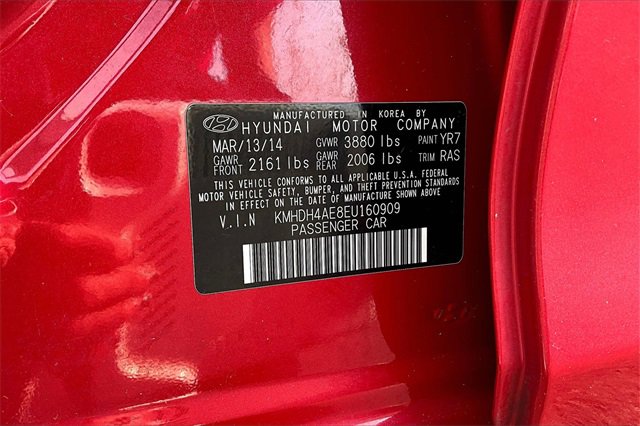 MANUFACTURED IN KOREA BY
HYUNDAI MOTOR COMPANY
MAR/13/14 GVWR 3880 lbs PAINT YR7
GAWR FRONT 2161 lbs GAWR REAR 2006 lbs TRIM RAS
THIS VEHICLE CONFORMS TO ALL APPLICABLE U.S.A. FEDERAL
MOTOR VEHICLE SAFETY, BUMPER, AND THEFT PREVENTION
STANDARDS IN EFFECT ON THE DATE OF MANUFACTURE SHOWN ABOVE.
V.I.N KMHDH4AE8EU160909
PASSENGER CAR